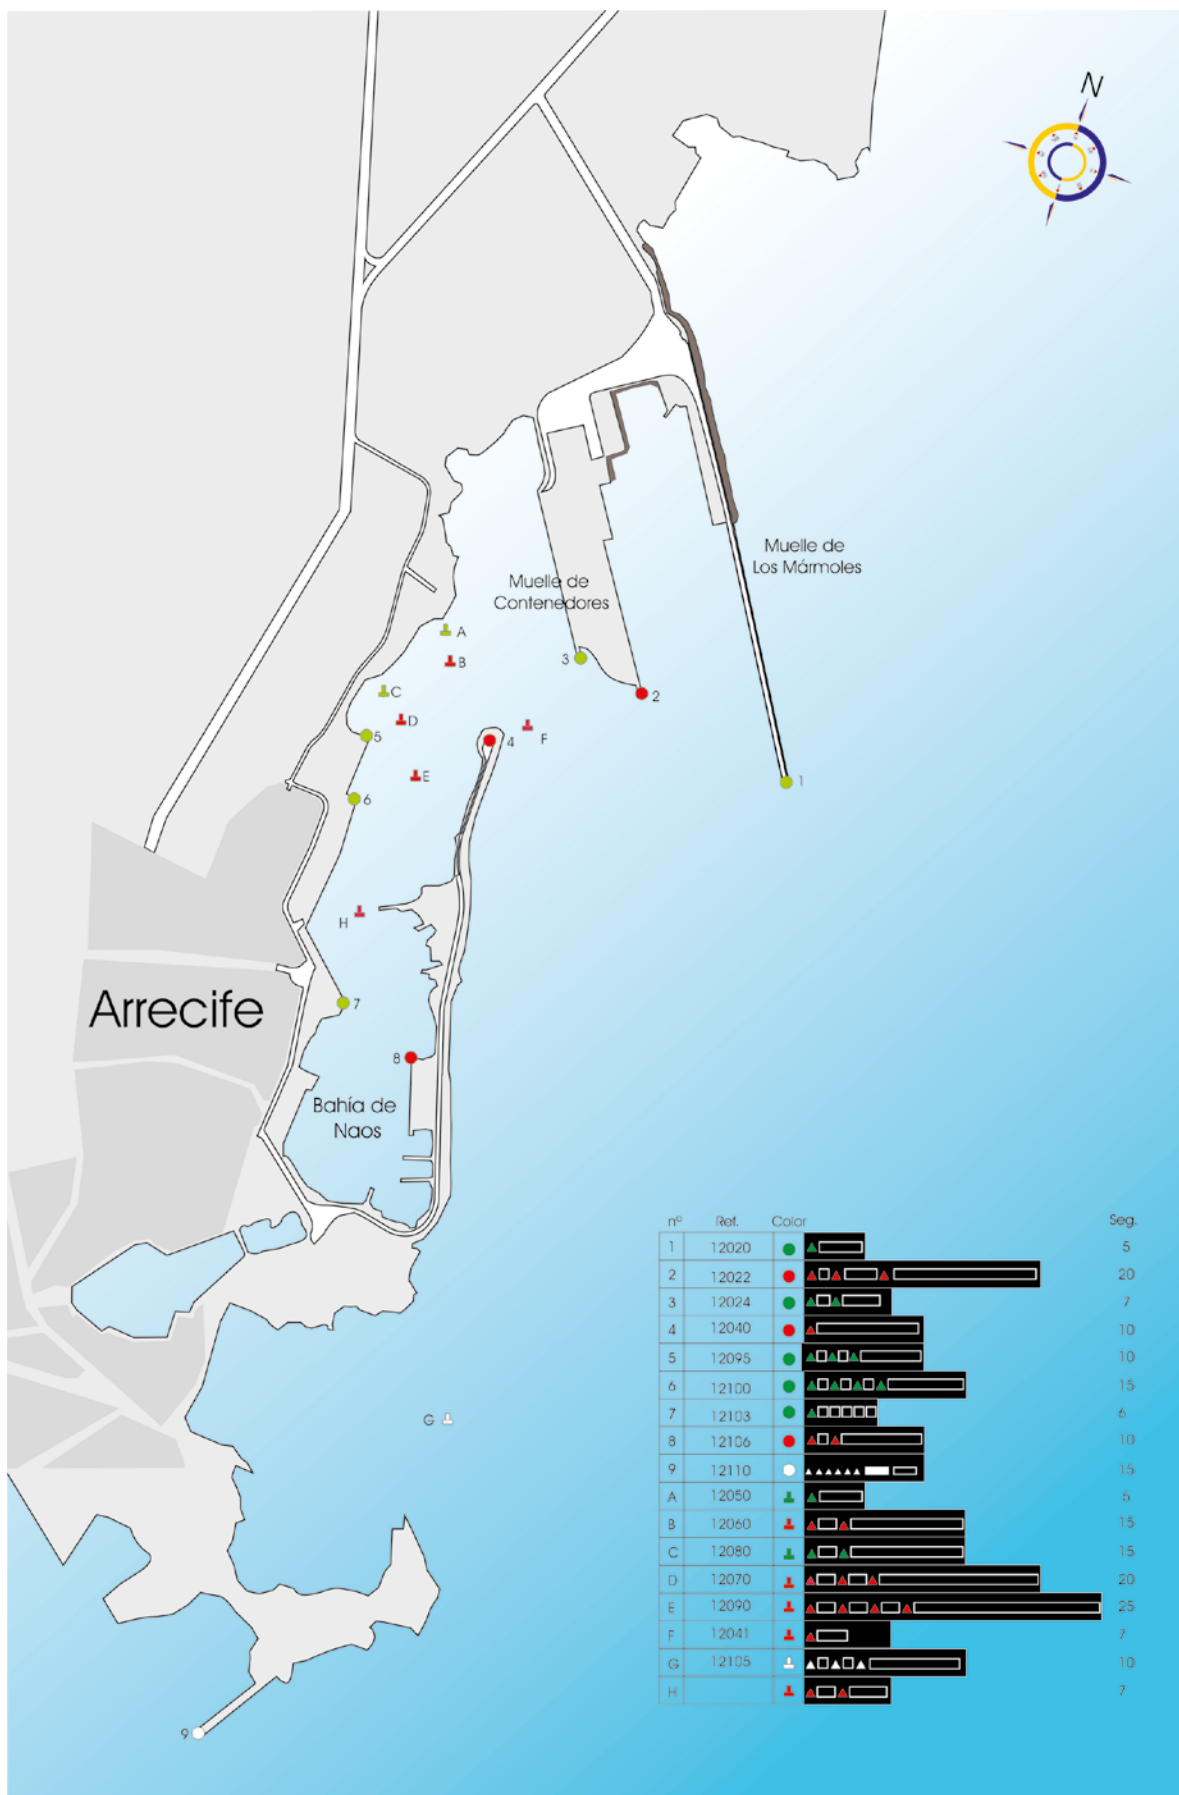 N
Muelle de
Los Mármoles
Muelle de
Contenedores
A
B
3
C
2
D
5
4
F
E
1
6
H
7
Arrecife
8
Bahía de
Naos
G
9
nº Ref. Color Seg.
1 12020 5
2 12022 20
3 12024 7
4 12040 10
5 12095 10
6 12100 15
7 12103 6
8 12106 10
9 12110 15
A 12050 5
B 12060 15
C 12080 15
D 12070 20
E 12090 25
F 12041 7
G 12105 10
H 7